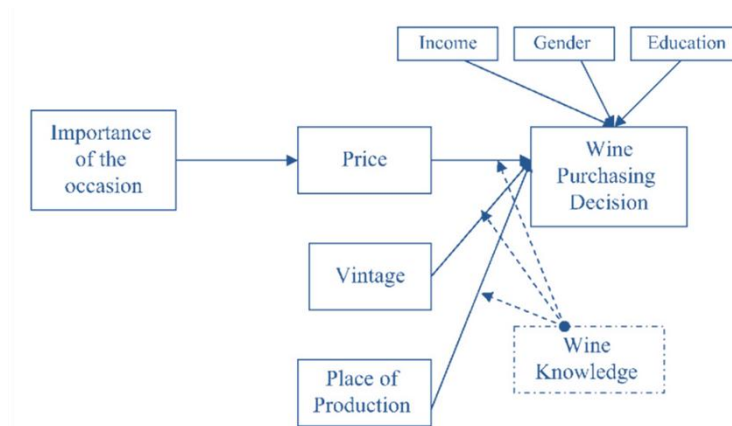 Income
Gender
Education
Importance
of the
occasion
Price
Wine
Purchasing
Decision
Vintage
Place of
Production
Wine
Knowledge